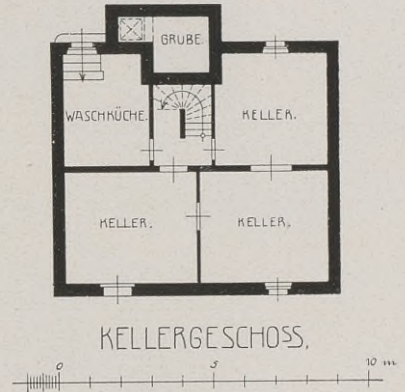 GRUBE.
WASCHKÜCHE.
KELLER.
KELLER.
KELLER.
KELLERGESCHOSS.
0 5 10 m